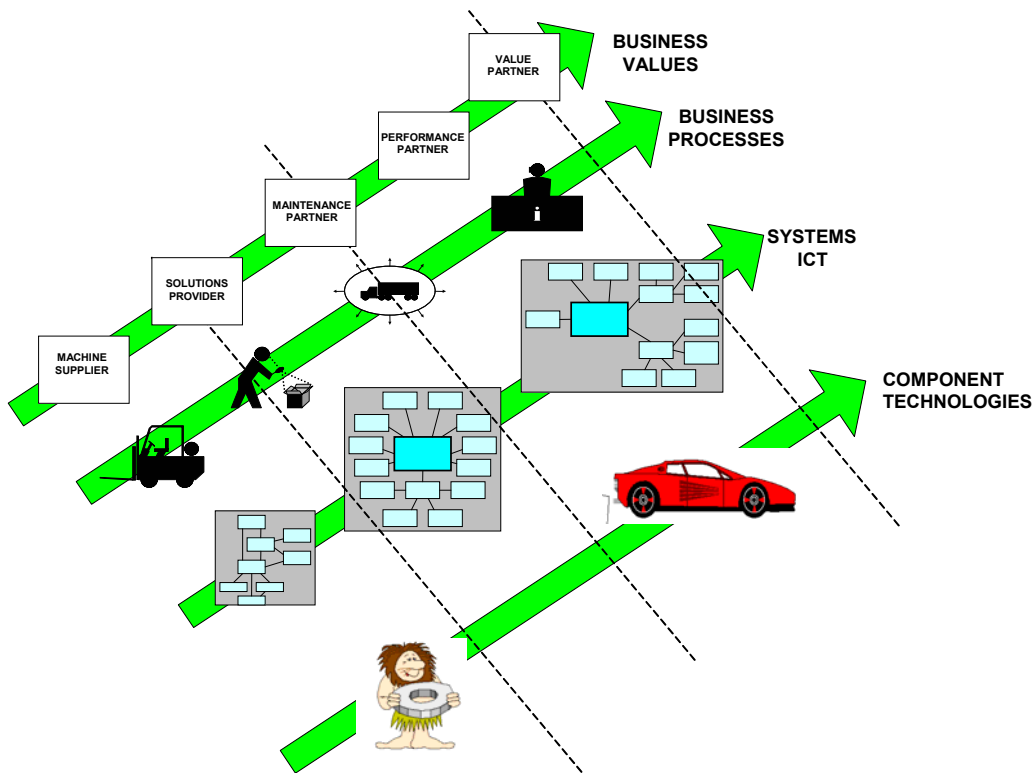 BUSINESS
VALUES
VALUE
PARTNER
BUSINESS
PROCESSES
PERFORMANCE
PARTNER
MAINTENANCE
PARTNER
i
SYSTEMS
ICT
SOLUTIONS
PROVIDER
MACHINE
SUPPLIER
COMPONENT
TECHNOLOGIES